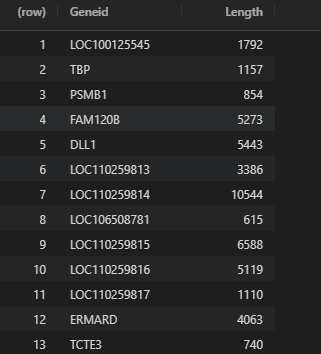 (row) Geneid Length
1 LOC100125545 1792
2 TBP 1157
3 PSMB1 854
4 FAM120B 5273
5 DLL1 5443
6 LOC110259813 3386
7 LOC110259814 10544
8 LOC106508781 615
9 LOC110259815 6588
10 LOC110259816 5119
11 LOC110259817 1110
12 ERMARD 4063
13 TCTE3 740